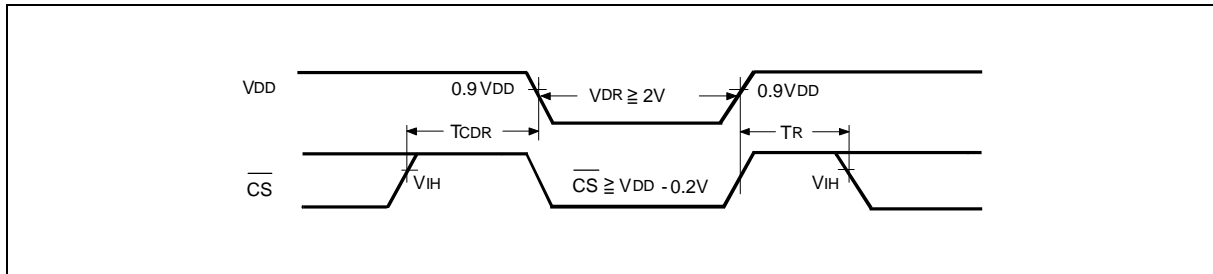 VDD
0.9 VDD
VDR ≧ 2V
0.9VDD
TCDR
TR
CS
VIH
CS ≧ VDD - 0.2V
VIH